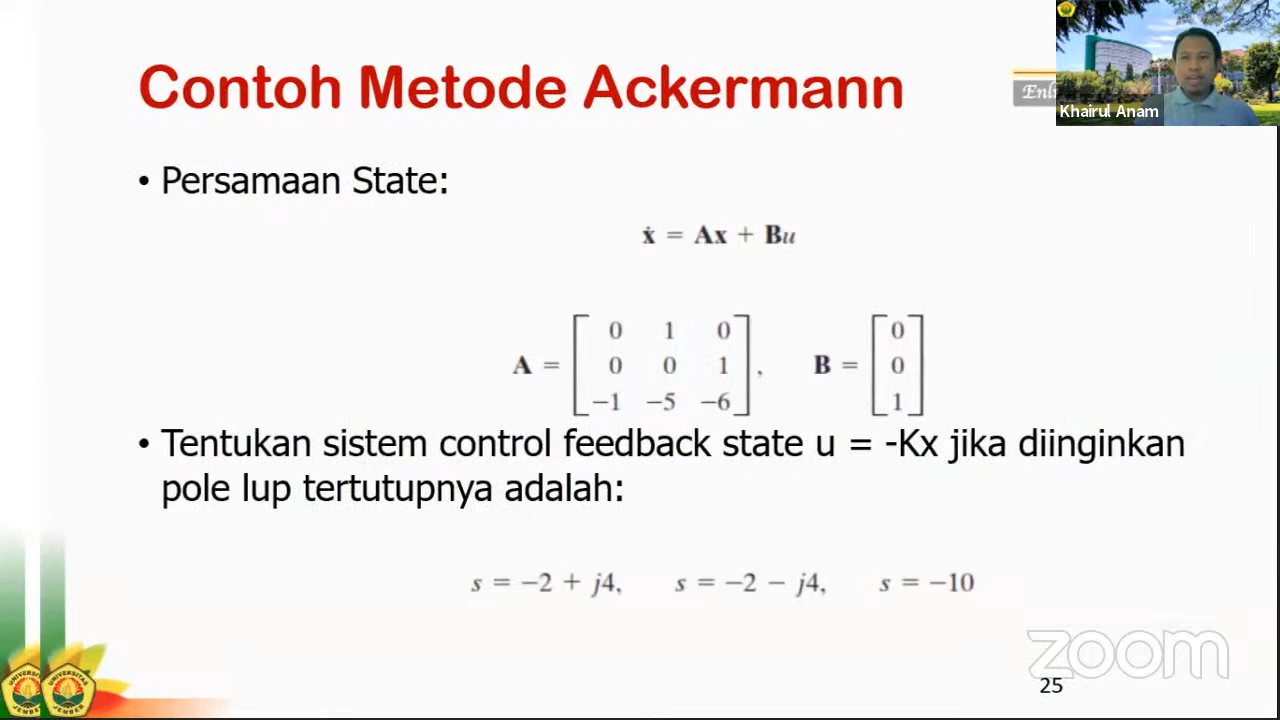 Contoh Metode Ackermann
Khairul Anam
• Persamaan State:
ẋ = Ax + Bu
A = [ 0 1 0
0 0 1
−1 −5 −6 ] , B = [ 0
0
1 ]
• Tentukan sistem control feedback state u = -Kx jika diinginkan
pole lup tertutupnya adalah:
s = −2 + j4, s = −2 − j4, s = −10
zoom
25
UNIVERSITAS
JEMBER